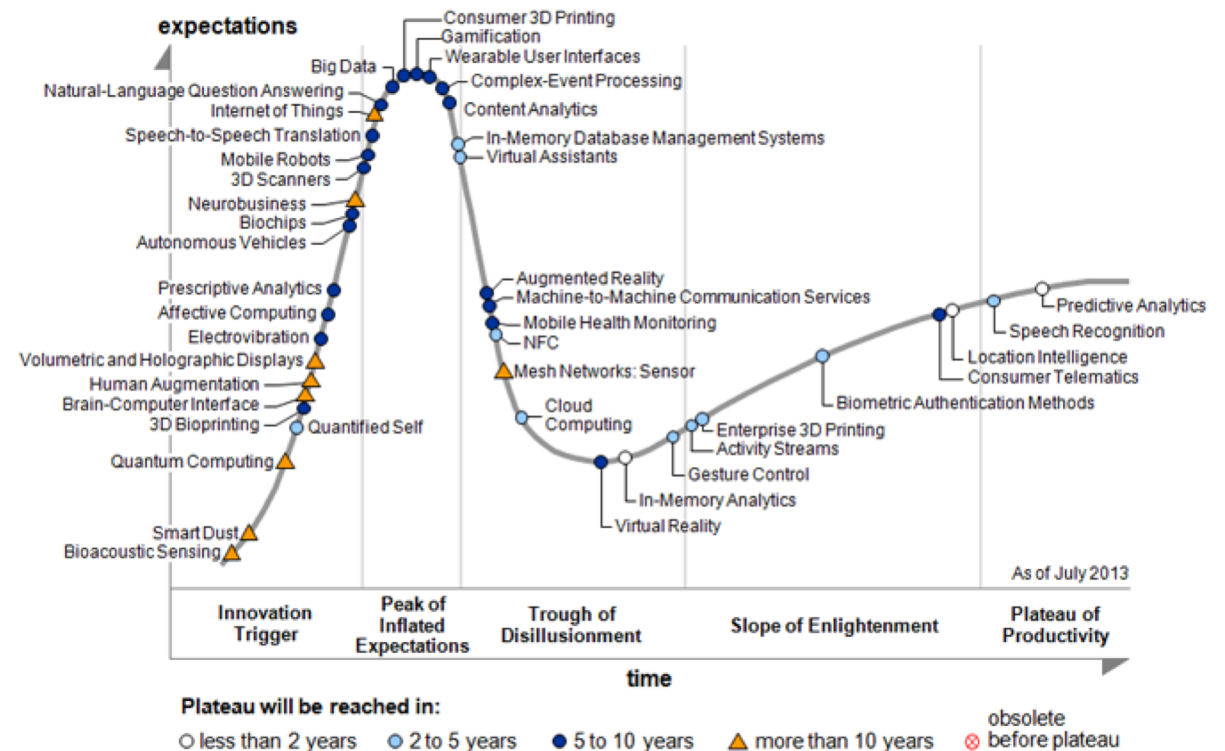 expectations
Consumer 3D Printing
Gamification
Wearable User Interfaces
Big Data
Complex-Event Processing
Natural-Language Question Answering
Content Analytics
Internet of Things
Speech-to-Speech Translation
In-Memory Database Management Systems
Mobile Robots
Virtual Assistants
3D Scanners
Neurobusiness
Biochips
Autonomous Vehicles
Augmented Reality
Prescriptive Analytics
Machine-to-Machine Communication Services
Affective Computing
Mobile Health Monitoring
Electrovibration
NFC
Volumetric and Holographic Displays
Mesh Networks: Sensor
Human Augmentation
Brain-Computer Interface
3D Bioprinting
Quantified Self
Cloud
Computing
Quantum Computing
Smart Dust
Bioacoustic Sensing
Predictive Analytics
Speech Recognition
Location Intelligence
Consumer Telematics
Biometric Authentication Methods
Enterprise 3D Printing
Activity Streams
Gesture Control
In-Memory Analytics
Virtual Reality
As of July 2013
Innovation
Trigger
Peak of
Inflated
Expectations
Trough of
Disillusionment
Slope of Enlightenment
Plateau of
Productivity
time
Plateau will be reached in:
less than 2 years
2 to 5 years
5 to 10 years
more than 10 years
obsolete
before plateau